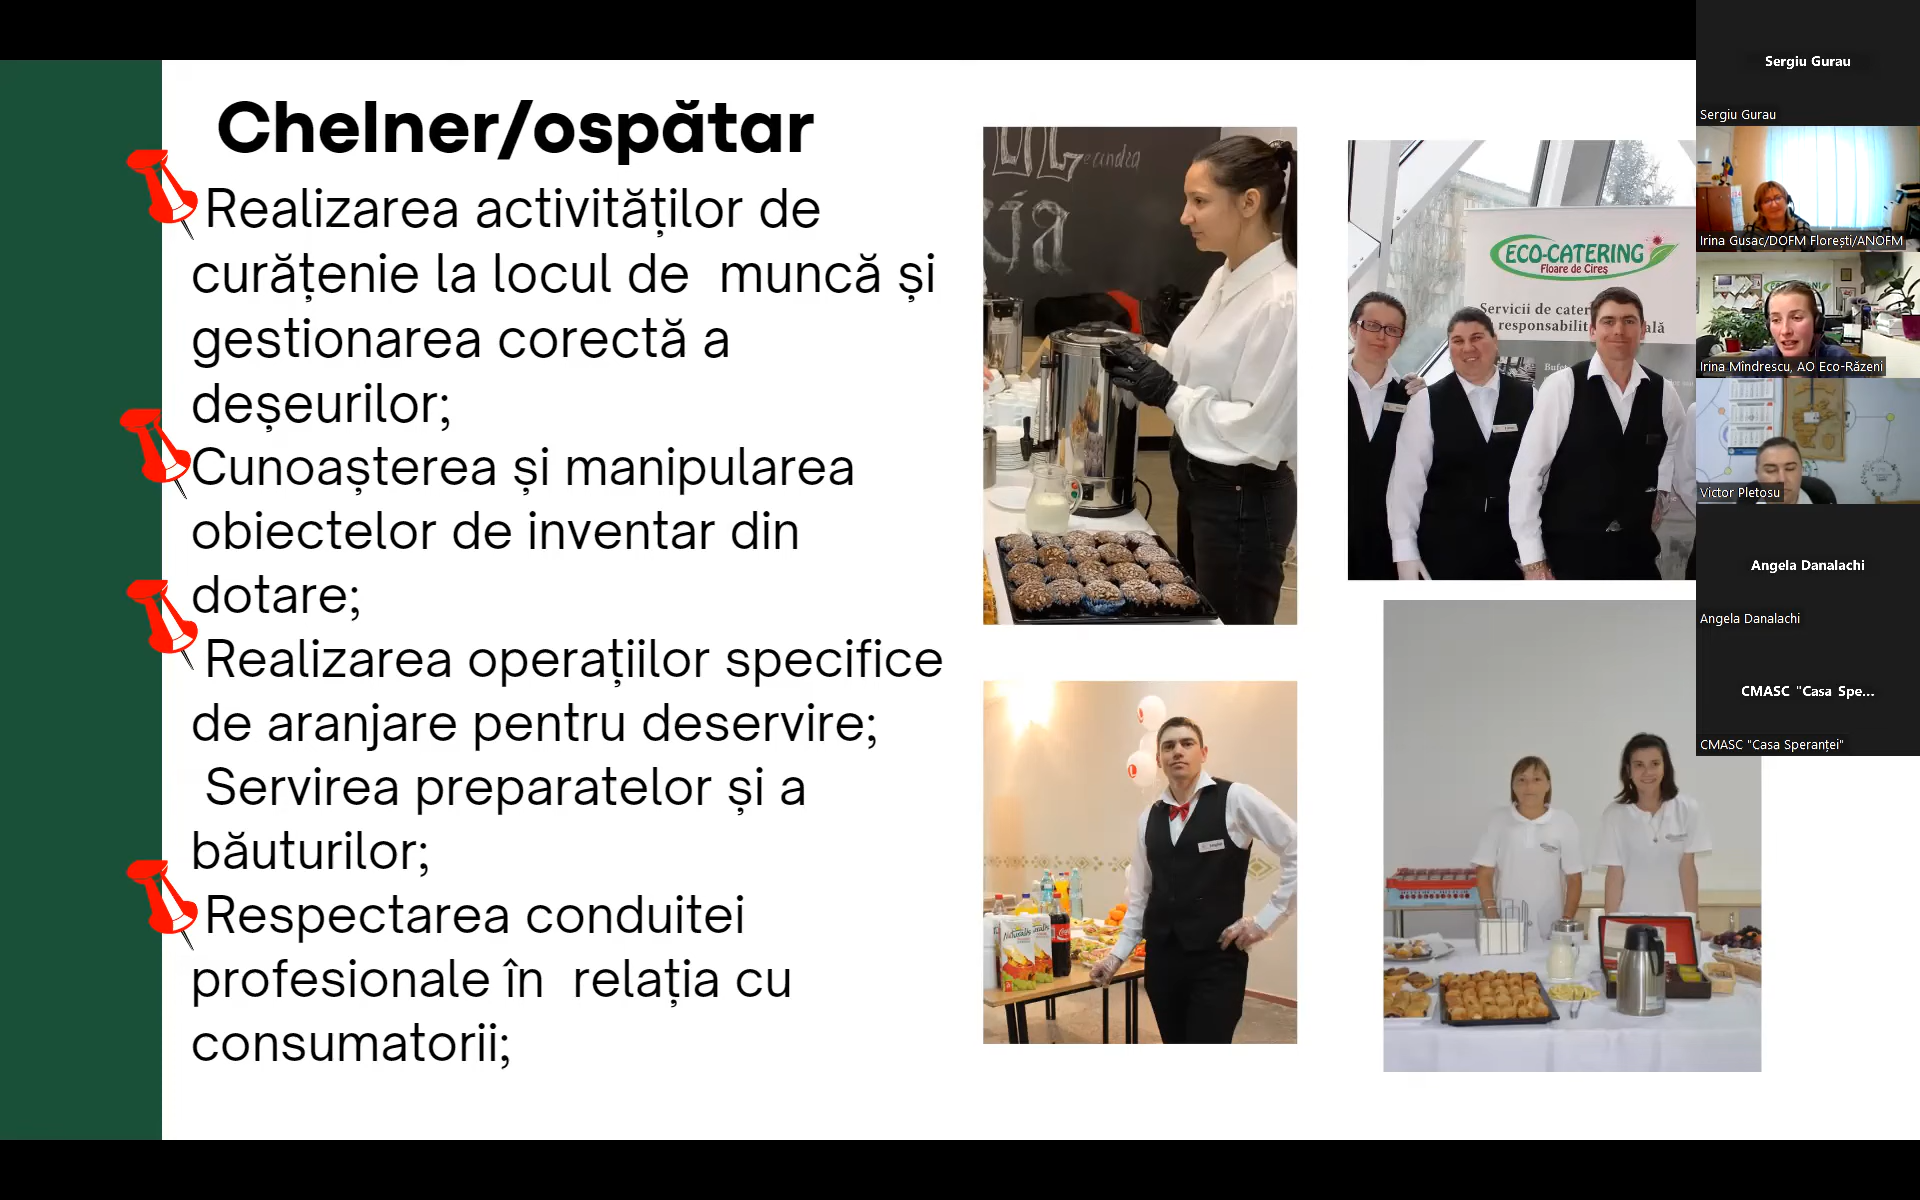 Chelner/ospătar
Realizarea activităților de
curățenie la locul de muncă și
gestionarea corectă a
deșeurilor;
Cunoașterea și manipularea
obiectelor de inventar din
dotare;
Realizarea operațiilor specifice
de aranjare pentru deservire;
Servirea preparatelor și a
băuturilor;
Respectarea conduitei
profesionale în relația cu
consumatorii;
ECO-CATERING
Floare de Cireș
Servicii de cater
responsabilit
Sergiu Gurau
Sergiu Gurau
Irina Gusac/DOFM Florești/ANOFM
Irina Mîndrescu, AO Eco-Răzeni
Victor Pletosu
Angela Danalachi
Angela Danalachi
CMASC "Casa Spe...
CMASC "Casa Speranței"